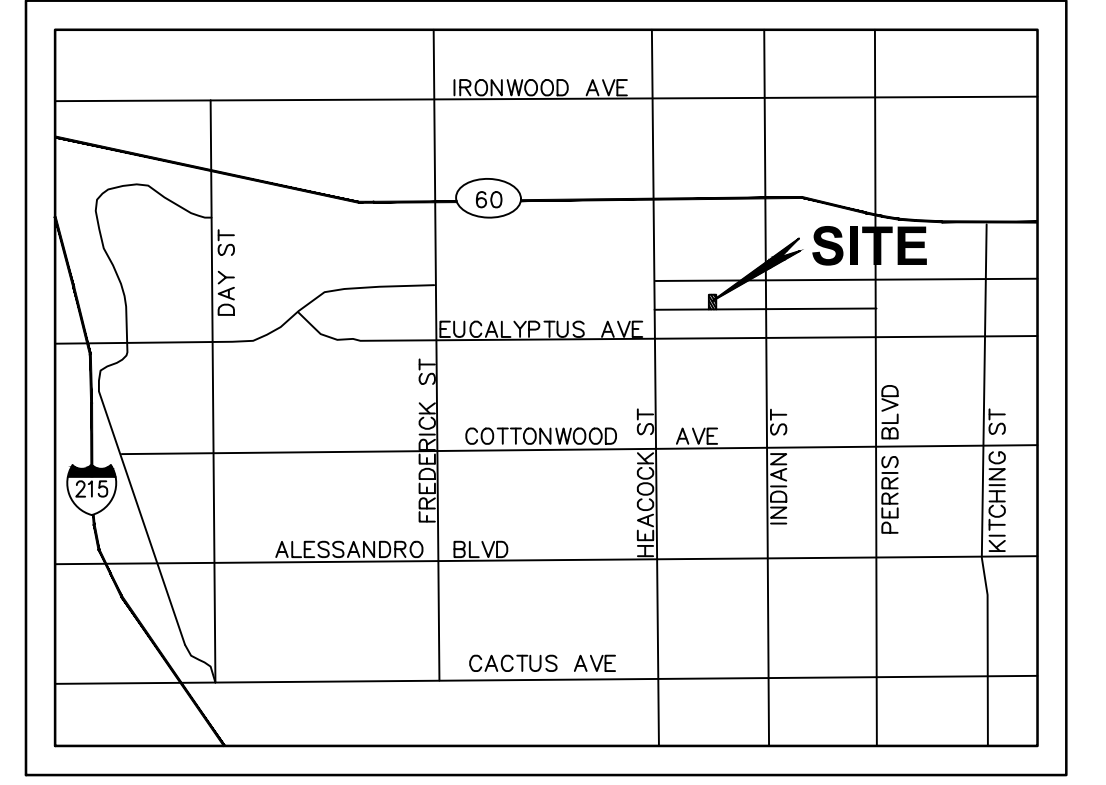 IRONWOOD AVE
60
SITE
DAY ST
EUCALYPTUS AVE
FREDERICK ST
COTTONWOOD AVE
HEACOCK ST
INDIAN ST
PERRIS BLVD
KITCHING ST
215
ALESSANDRO BLVD
CACTUS AVE